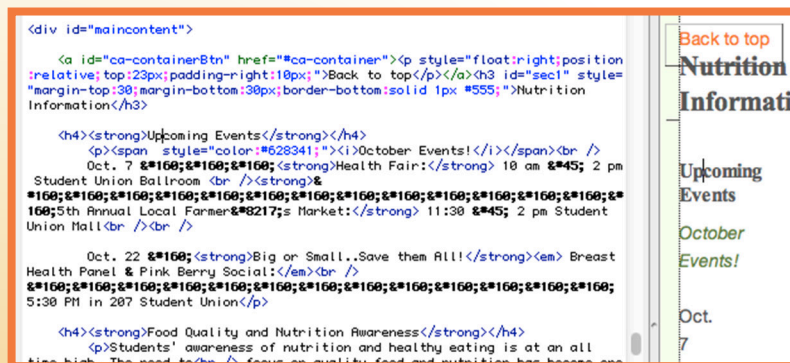 <div id="maincontent">
<a id="ca-containerBtn" href="#ca-container"><p style="float:right;position
:relative;top:23px;padding-right:10px;">Back to top</p></a><h3 id="sec1" style=
"margin-top:30;margin-bottom:30px;border-bottom:solid 1px #555;">Nutrition
Information</h3>
<h4><strong>Upcoming Events</strong></h4>
<p><span  style="color:#628341;"><i>October Events!</i></span><br />
Oct. 7 &#160;&#160;&#160;<strong>Health Fair:</strong> 10 am &#45; 2 pm
Student Union Ballroom <br /><strong>&
#160;&#160;&#160;&#160;&#160;&#160;&#160;&#160;&#160;&#160;&#160;&#160;&#160;&#
160;5th Annual Local Farmer&#8217;s Market:</strong> 11:30 &#45; 2 pm Student
Union Mall<br /><br />
Oct. 22 &#160;<strong>Big or Small..Save them All!</strong><em> Breast
Health Panel & Pink Berry Social:</em><br />
&#160;&#160;&#160;&#160;&#160;&#160;&#160;&#160;&#160;&#160;&#160;&#160;&#160;
5:30 PM in 207 Student Union</p>
<h4><strong>Food Quality and Nutrition Awareness</strong></h4>
<p>Students' awareness of nutrition and healthy eating is at an all
Back to top
Nutrition
Informati
Upcoming
Events
October
Events!
Oct.
7